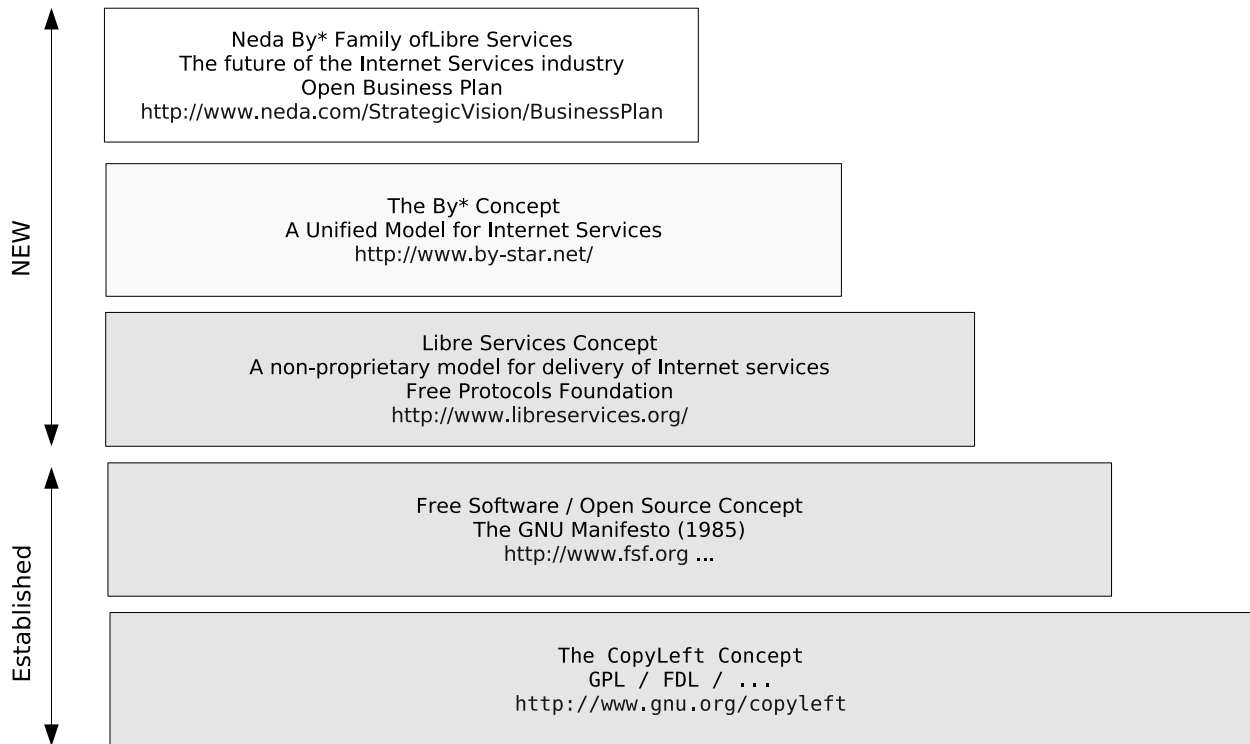 Neda By* Family ofLibre Services
The future of the Internet Services industry
Open Business Plan
http://www.neda.com/StrategicVision/BusinessPlan
The By* Concept
A Unified Model for Internet Services
http://www.by-star.net/
NEW
Libre Services Concept
A non-proprietary model for delivery of Internet services
Free Protocols Foundation
http://www.libreservices.org/
Free Software / Open Source Concept
The GNU Manifesto (1985)
http://www.fsf.org ...
Established
The CopyLeft Concept
GPL / FDL / ...
http://www.gnu.org/copyleft